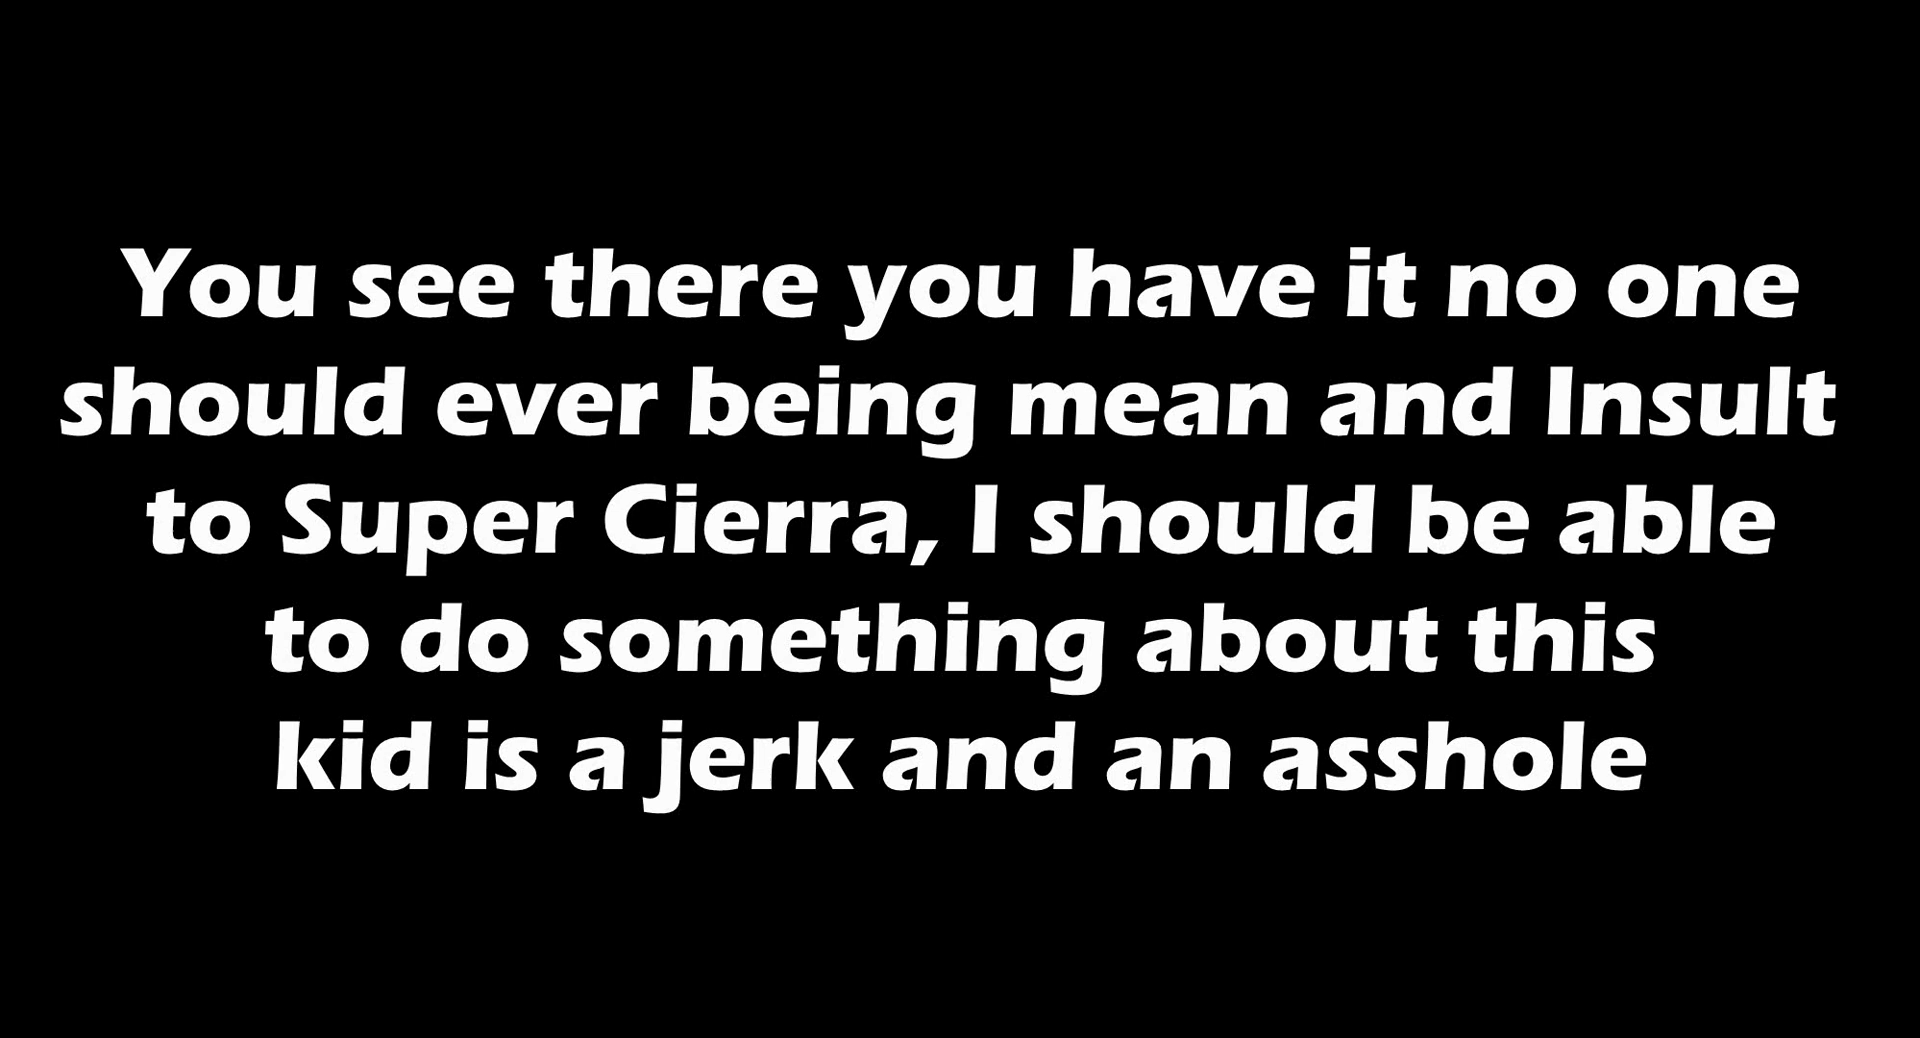 You see there you have it no one
should ever being mean and Insult
to Super Cierra, I should be able
to do something about this
kid is a jerk and an asshole